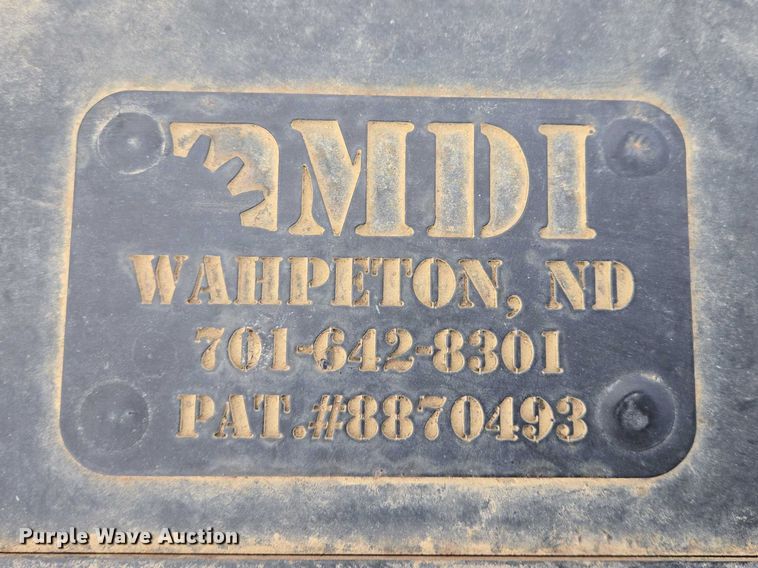 MDI
WAHPETON, ND
701-642-8301
PAT.#8870493
Purple Wave Auction